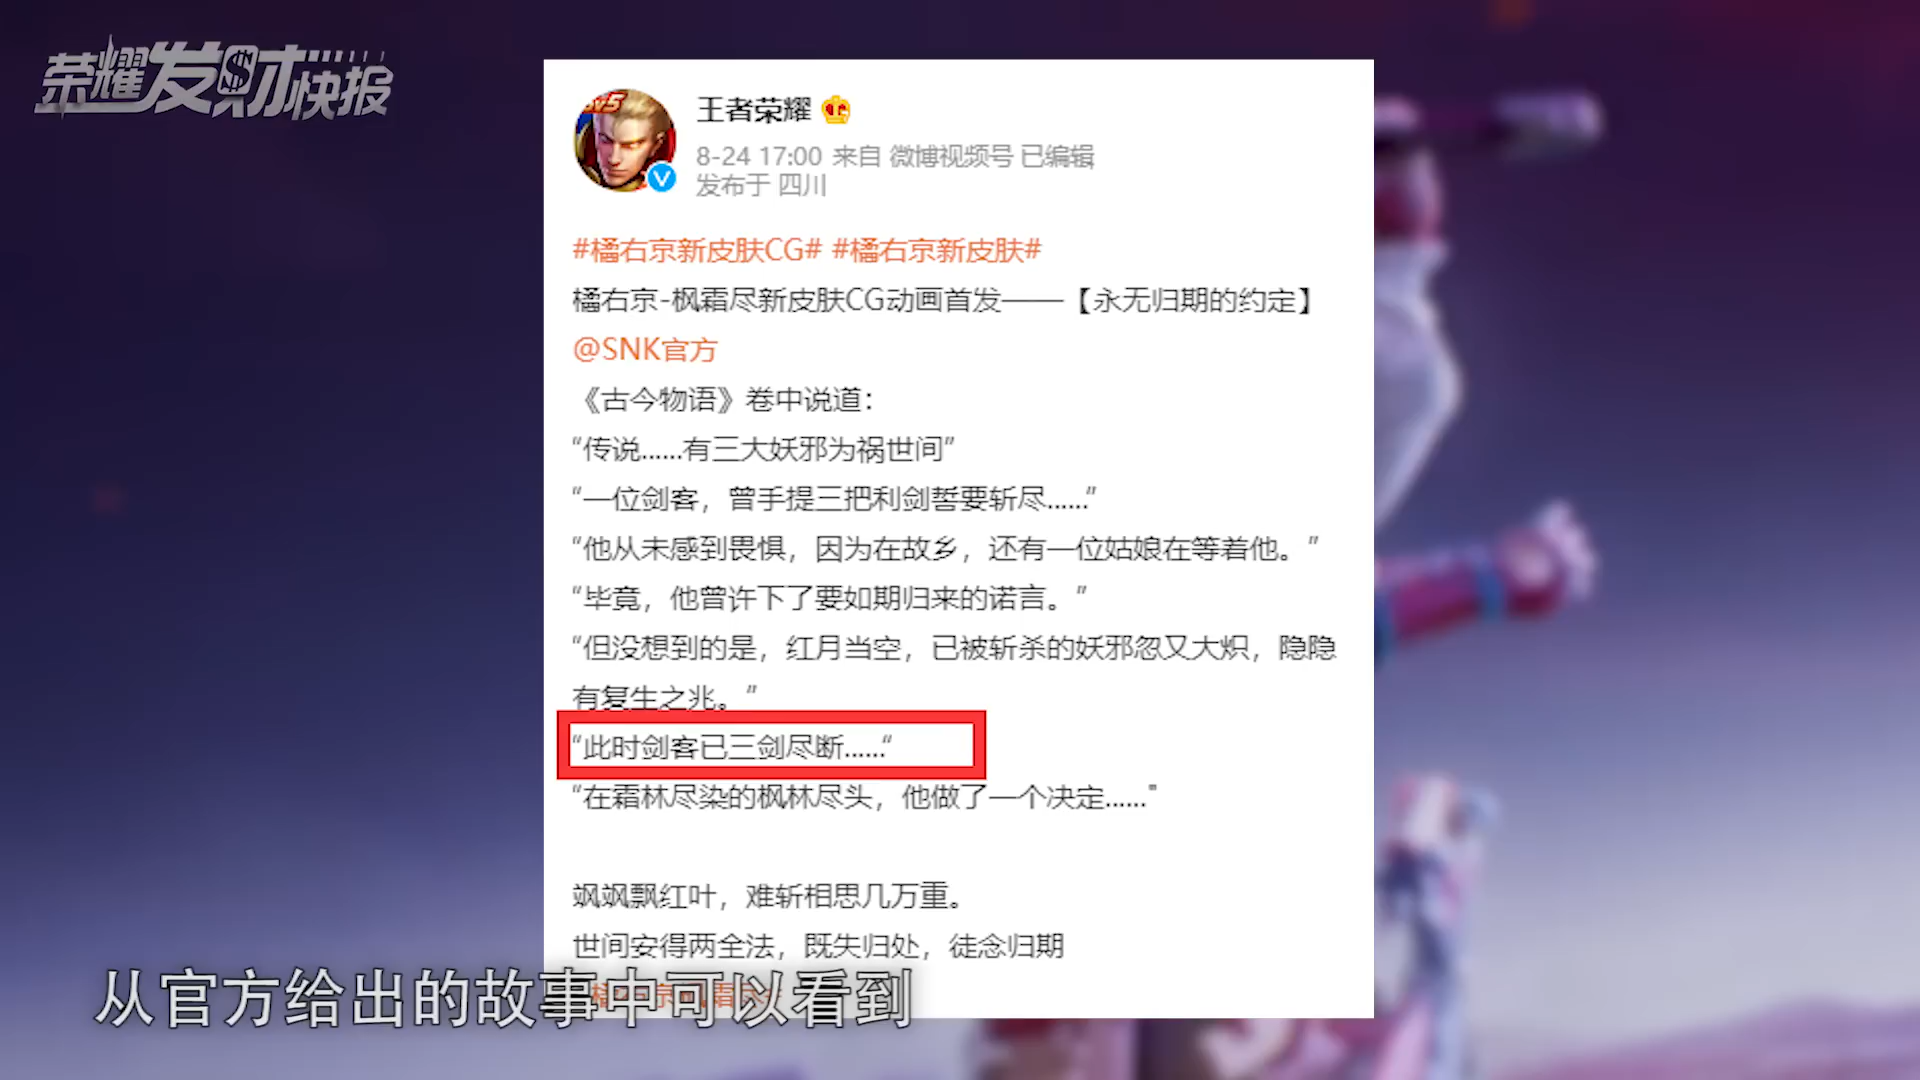 荣耀发财快报
王者荣耀
V5
8-24 17:00 来自 微博视频号 已编辑
发布于 四川
#橘右京新皮肤CG# #橘右京新皮肤#
橘右京-枫霜尽新皮肤CG动画首发——【永无归期的约定】
@SNK官方
《古今物语》卷中说道：
“传说……有三大妖邪为祸世间”
“一位剑客，曾手提三把利剑誓要斩尽……”
“他从未感到畏惧，因为在故乡，还有一位姑娘在等着他。”
“毕竟，他曾许下了要如期归来的诺言。”
“但没想到的是，红月当空，已被斩杀的妖邪忽又大炽，隐隐
有复生之兆。”
“此时剑客已三剑尽断……“
“在霜林尽染的枫林尽头，他做了一个决定……"
飒飒飘红叶，难斩相思几万重。
世间安得两全法，既失归处，徒念归期
从官方给出的故事中可以看到